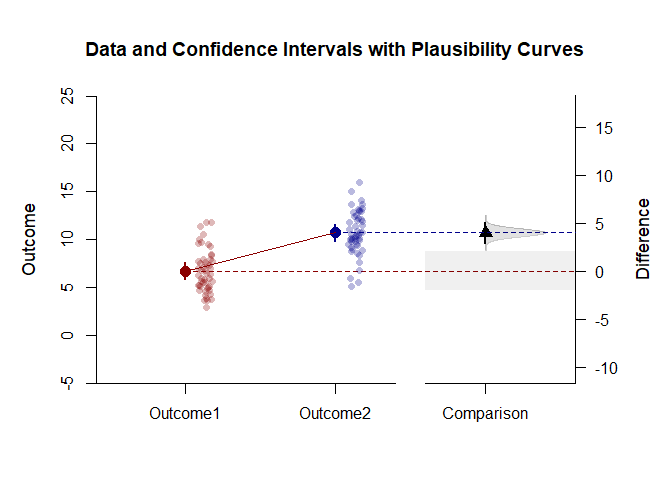 Data and Confidence Intervals with Plausibility Curves
Outcome
25
20
15
10
5
0
-5
Outcome1
Outcome2
Comparison
15
10
5
0
-5
-10
Difference